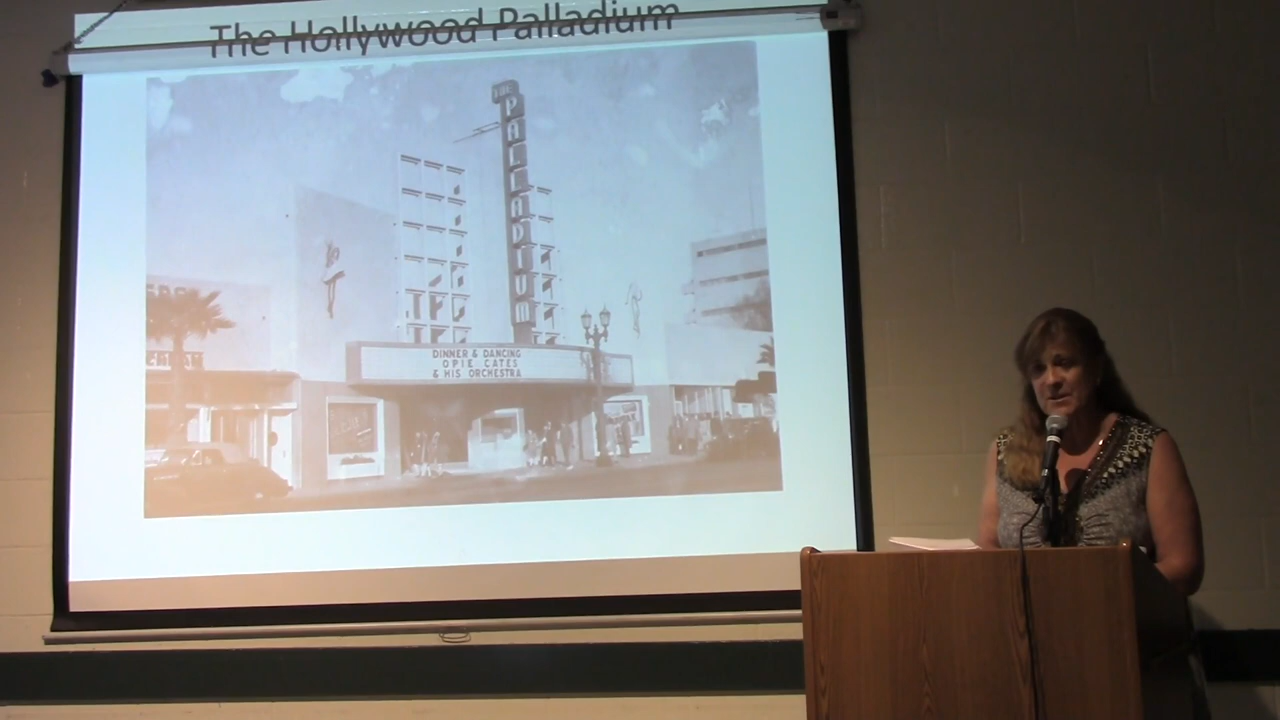 The Hollywood Palladium
THE
PALLADIUM
DINNER & DANCING
OPIE CATES
& HIS ORCHESTRA